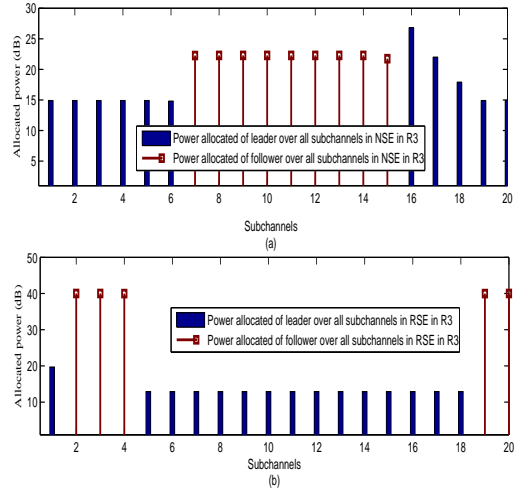 30
25
20
15
10
5
Allocated power (dB)
Power allocated of leader over all subchannels in NSE in R3
Power allocated of follower over all subchannels in NSE in R3
2 4 6 8 10 12 14 16 18 20
Subchannels
(a)
50
40
30
20
10
Allocated power (dB)
Power allocated of leader over all subchannels in RSE in R3
Power allocated of follower over all subchannels in RSE in R3
2 4 6 8 10 12 14 16 18 20
Subchannels
(b)